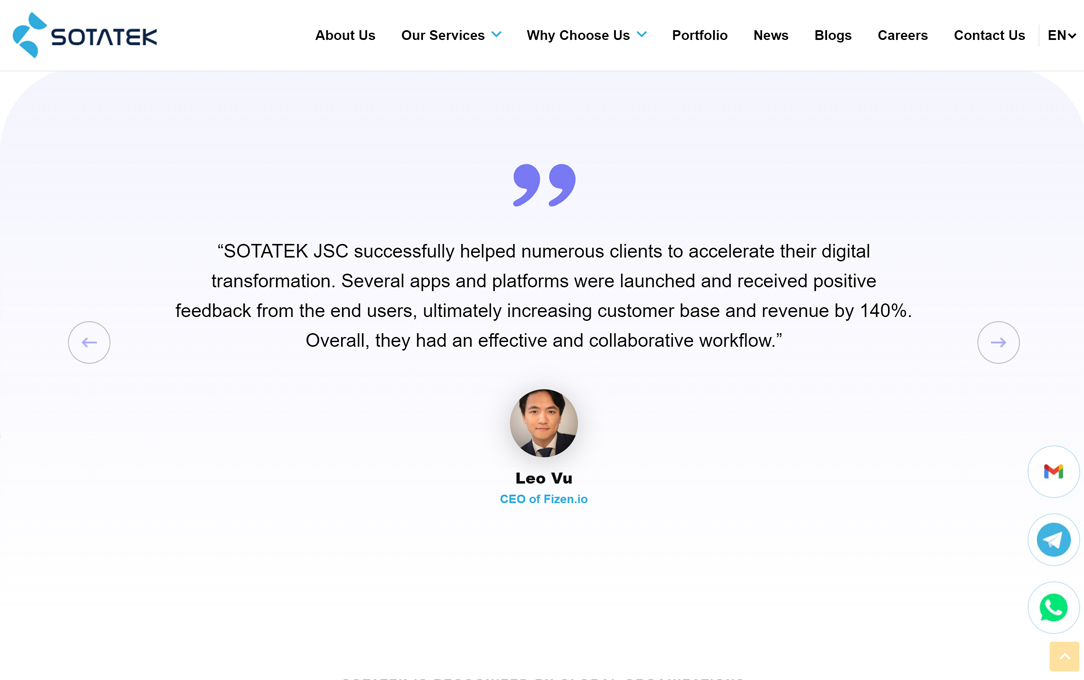 SOTATEK
About Us
Our Services
Why Choose Us
Portfolio
News
Blogs
Careers
Contact Us
EN
“SOTATEK JSC successfully helped numerous clients to accelerate their digital
transformation. Several apps and platforms were launched and received positive
feedback from the end users, ultimately increasing customer base and revenue by 140%.
Overall, they had an effective and collaborative workflow.”
Leo Vu
CEO of Fizen.io